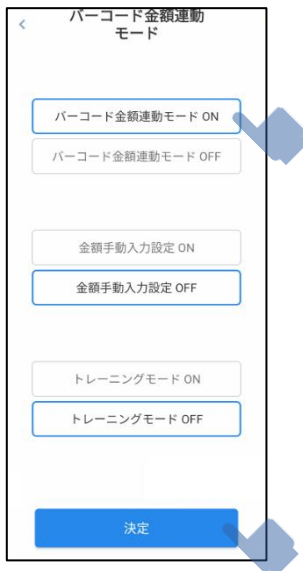 バーコード金額連動
モード
バーコード金額連動モード ON
バーコード金額連動モード OFF
金額手動入力設定 ON
金額手動入力設定 OFF
トレーニングモード ON
トレーニングモード OFF
決定